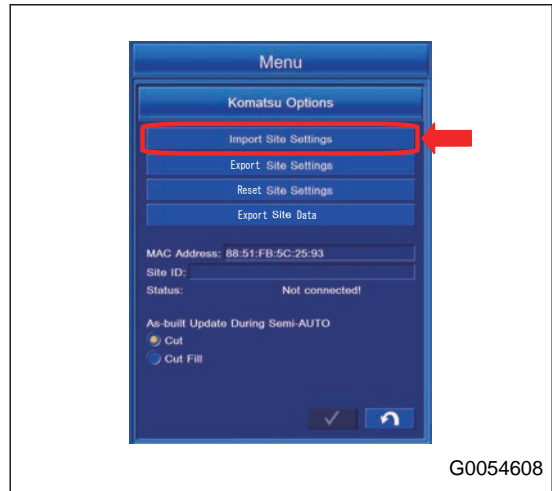 Menu
Komatsu Options
Import Site Settings
Export Site Settings
Reset Site Settings
Export Site Data
MAC Address: 88:51:FB:5C:25:93
Site ID:
Status: Not connected!
As-built Update During Semi-AUTO
Cut
Cut Fill
G0054608